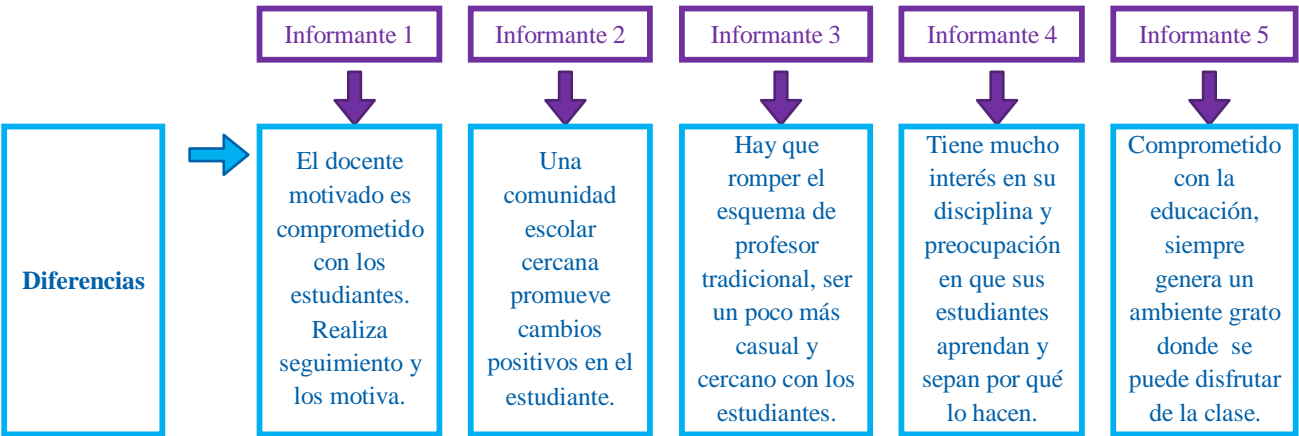 Informante 1
Informante 2
Informante 3
Informante 4
Informante 5
Diferencias
El docente
motivado es
comprometido
con los
estudiantes.
Realiza
seguimiento y
los motiva.
Una
comunidad
escolar
cercana
promueve
cambios
positivos en el
estudiante.
Hay que
romper el
esquema de
profesor
tradicional, ser
un poco más
casual y
cercano con los
estudiantes.
Tiene mucho
interés en su
disciplina y
preocupación
en que sus
estudiantes
aprendan y
sepan por qué
lo hacen.
Comprometido
con la
educación,
siempre
genera un
ambiente grato
donde se
puede disfrutar
de la clase.